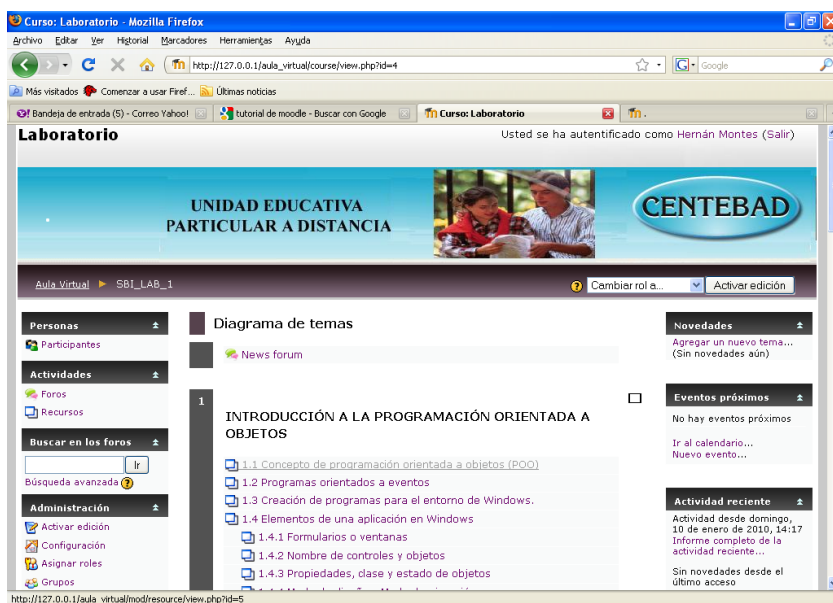 Curso: Laboratorio - Mozilla Firefox
Archivo Editar Ver Historial Marcadores Herramientas Ayuda
http://127.0.0.1/aula_virtual/course/view.php?id=4
G Google
Más visitados Comenzar a usar Firef... Últimas noticias
Bandeja de entrada (5) - Correo Yahoo!
tutorial de moodle - Buscar con Google
Curso: Laboratorio
.
Laboratorio
Usted se ha autentificado como Hernán Montes (Salir)
UNIDAD EDUCATIVA
PARTICULAR A DISTANCIA
CENTEBAD
Aula Virtual ► SBI_LAB_1
Cambiar rol a...
Activar edición
Personas
Participantes
Actividades
Foros
Recursos
Buscar en los foros
Ir
Búsqueda avanzada
Administración
Activar edición
Configuración
Asignar roles
Grupos
Diagrama de temas
News forum
1
INTRODUCCIÓN A LA PROGRAMACIÓN ORIENTADA A
OBJETOS
1.1 Concepto de programación orientada a objetos (POO)
1.2 Programas orientados a eventos
1.3 Creación de programas para el entorno de Windows.
1.4 Elementos de una aplicación en Windows
1.4.1 Formularios o ventanas
1.4.2 Nombre de controles y objetos
1.4.3 Propiedades, clase y estado de objetos
Novedades
Agregar un nuevo tema...
(Sin novedades aún)
Eventos próximos
No hay eventos próximos
Ir al calendario...
Nuevo evento...
Actividad reciente
Actividad desde domingo,
10 de enero de 2010, 14:17
Informe completo de la
actividad reciente...
Sin novedades desde el
último acceso
http://127.0.0.1/aula_virtual/mod/resource/view.php?id=5